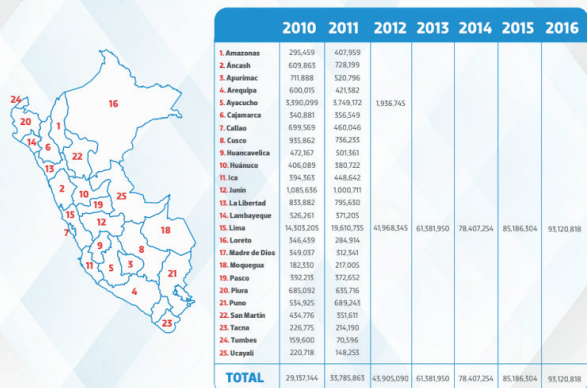 2010 2011 2012 2013 2014 2015 2016
1. Amazonas 295,459 407,959
2. Áncash 609,863 728,199
3. Apurímac 711,888 520,796
4. Arequipa 600,015 421,382
5. Ayacucho 3,390,099 3,749,172 1,936,745
6. Cajamarca 340,881 356,549
7. Callao 699,569 460,046
8. Cusco 935,862 736,233
9. Huancavelica 472,167 501,361
10. Huánuco 406,089 380,722
11. Ica 394,363 448,642
12. Junín 1,085,636 1,000,711
13. La Libertad 833,882 795,630
14. Lambayeque 526,261 371,205
15. Lima 14,303,205 19,610,735 41,968,345 61,381,950 78,407,254 85,186,304 93,120,818
16. Loreto 346,439 284,914
17. Madre de Dios 349,037 312,341
18. Moquegua 182,330 217,005
19. Pasco 392,213 372,652
20. Piura 685,092 635,716
21. Puno 534,925 689,243
22. San Martín 434,776 351,611
23. Tacna 226,775 214,190
24. Tumbes 159,600 70,596
25. Ucayali 220,718 148,253
TOTAL 29,137,144 33,785,863 43,905,090 61,381,950 78,407,254 85,186,304 93,120,818
24
16
20
1
14
6
22
13
2
10
25
19
15
12
18
7
9
8
11
5
3
21
4
23